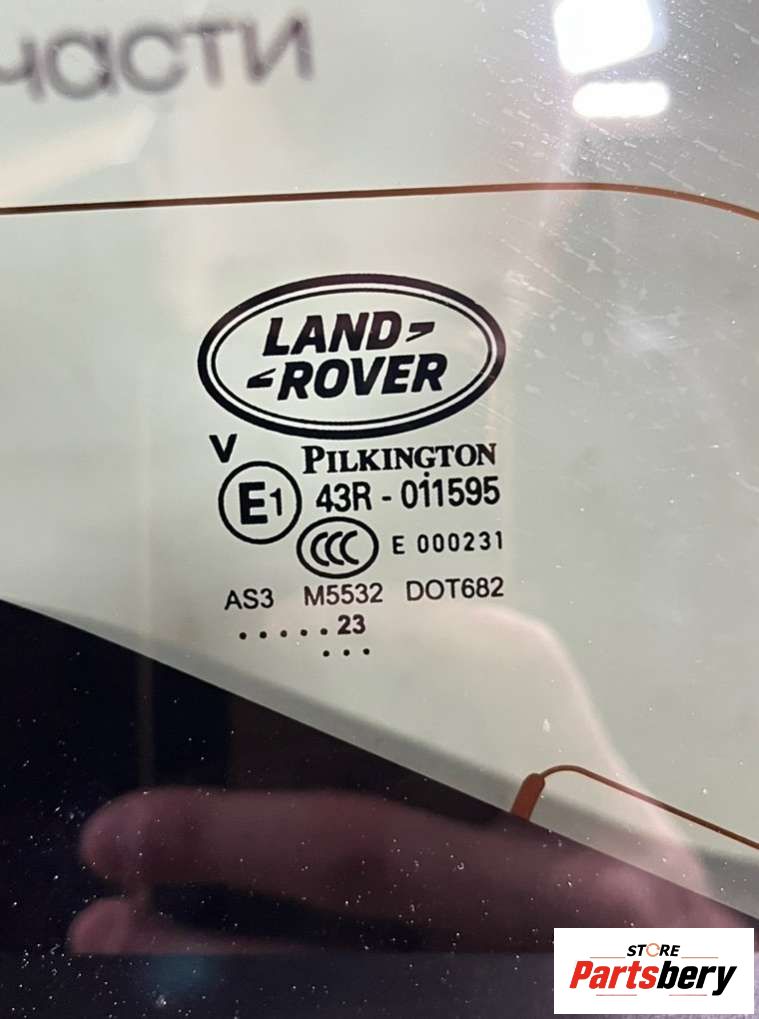 части
LAND
ROVER
V
PILKINGTON
E1 43R - 011595
CCC E 000231
AS3 M5532 DOT682
.....23
...
STORE
Partsbery